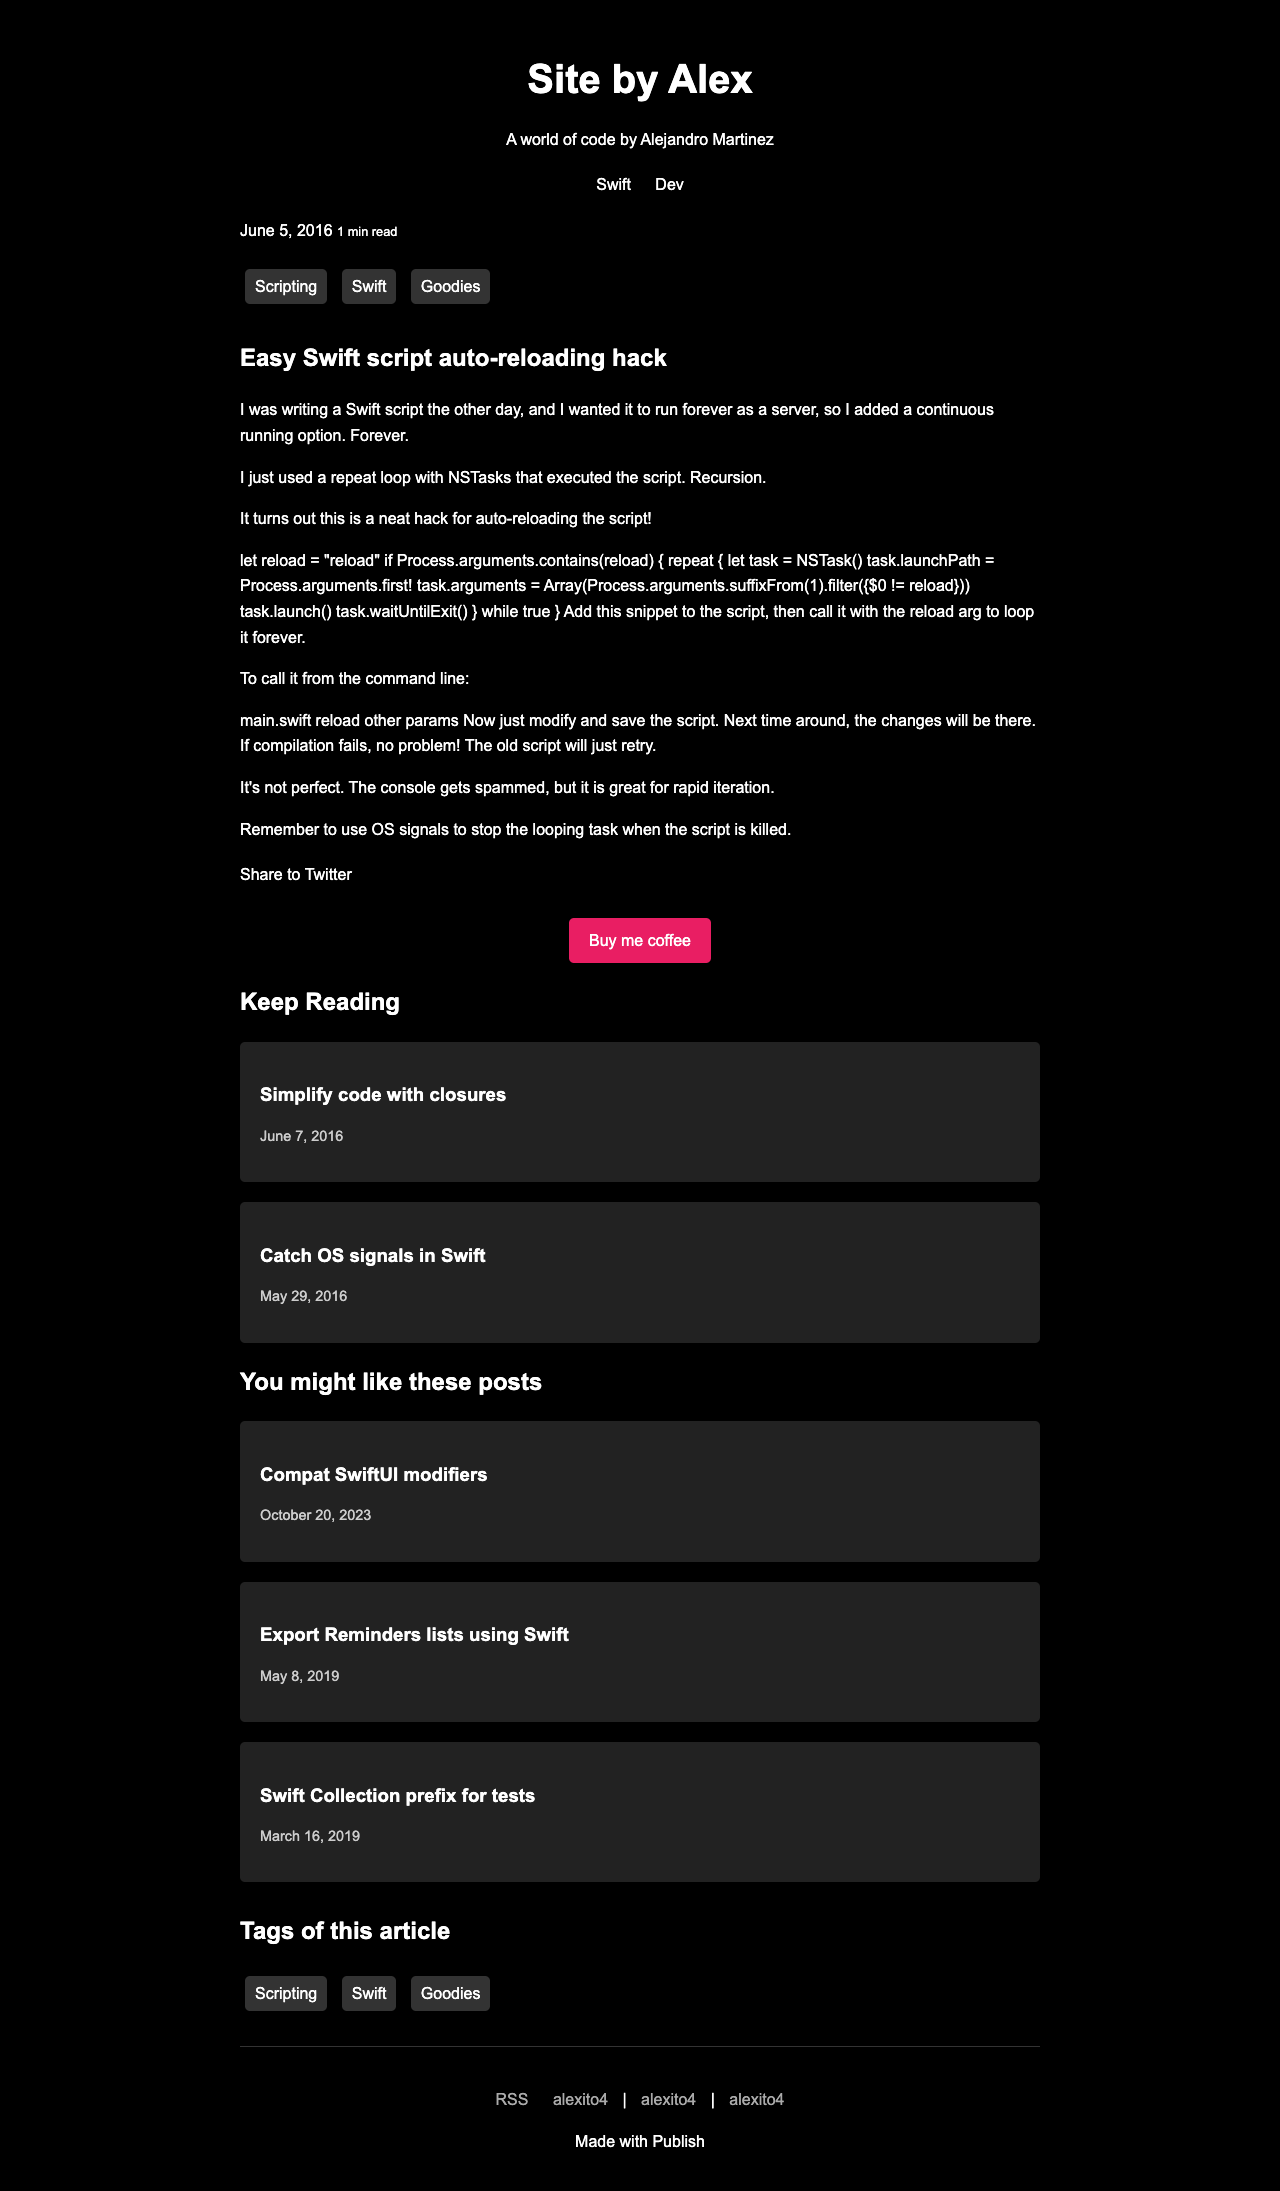 Site by Alex
A world of code by Alejandro Martinez
Swift Dev
June 5, 2016 1 min read
Scripting Swift Goodies
Easy Swift script auto-reloading hack
I was writing a Swift script the other day, and I wanted it to run forever as a server, so I added a continuous
running option. Forever.
I just used a repeat loop with NSTasks that executed the script. Recursion.
It turns out this is a neat hack for auto-reloading the script!
let reload = "reload" if Process.arguments.contains(reload) { repeat { let task = NSTask() task.launchPath =
Process.arguments.first! task.arguments = Array(Process.arguments.suffixFrom(1).filter({$0 != reload}))
task.launch() task.waitUntilExit() } while true } Add this snippet to the script, then call it with the reload arg to loop
it forever.
To call it from the command line:
main.swift reload other params Now just modify and save the script. Next time around, the changes will be there.
If compilation fails, no problem! The old script will just retry.
It's not perfect. The console gets spammed, but it is great for rapid iteration.
Remember to use OS signals to stop the looping task when the script is killed.
Share to Twitter
Buy me coffee
Keep Reading
Simplify code with closures
June 7, 2016
Catch OS signals in Swift
May 29, 2016
You might like these posts
Compat SwiftUI modifiers
October 20, 2023
Export Reminders lists using Swift
May 8, 2019
Swift Collection prefix for tests
March 16, 2019
Tags of this article
Scripting Swift Goodies
RSS alexito4 | alexito4 | alexito4
Made with Publish